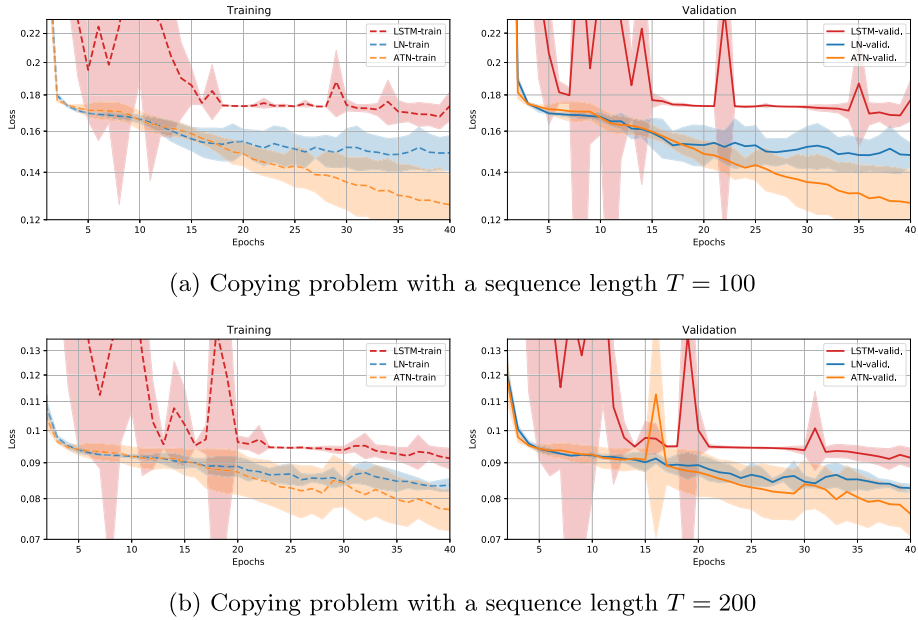 Training
Validation
0.22
0.2
0.18
0.16
0.14
0.12
Loss
LSTM-train
LN-train
ATN-train
5 10 15 20 25 30 35 40
Epochs
0.22
0.2
0.18
0.16
0.14
0.12
Loss
LSTM-valid.
LN-valid.
ATN-valid.
5 10 15 20 25 30 35 40
Epochs
(a) Copying problem with a sequence length T = 100
Training
Validation
0.13
0.12
0.11
0.1
0.09
0.08
0.07
Loss
LSTM-train
LN-train
ATN-train
5 10 15 20 25 30 35 40
Epochs
0.13
0.12
0.11
0.1
0.09
0.08
0.07
Loss
LSTM-valid.
LN-valid.
ATN-valid.
5 10 15 20 25 30 35 40
Epochs
(b) Copying problem with a sequence length T = 200